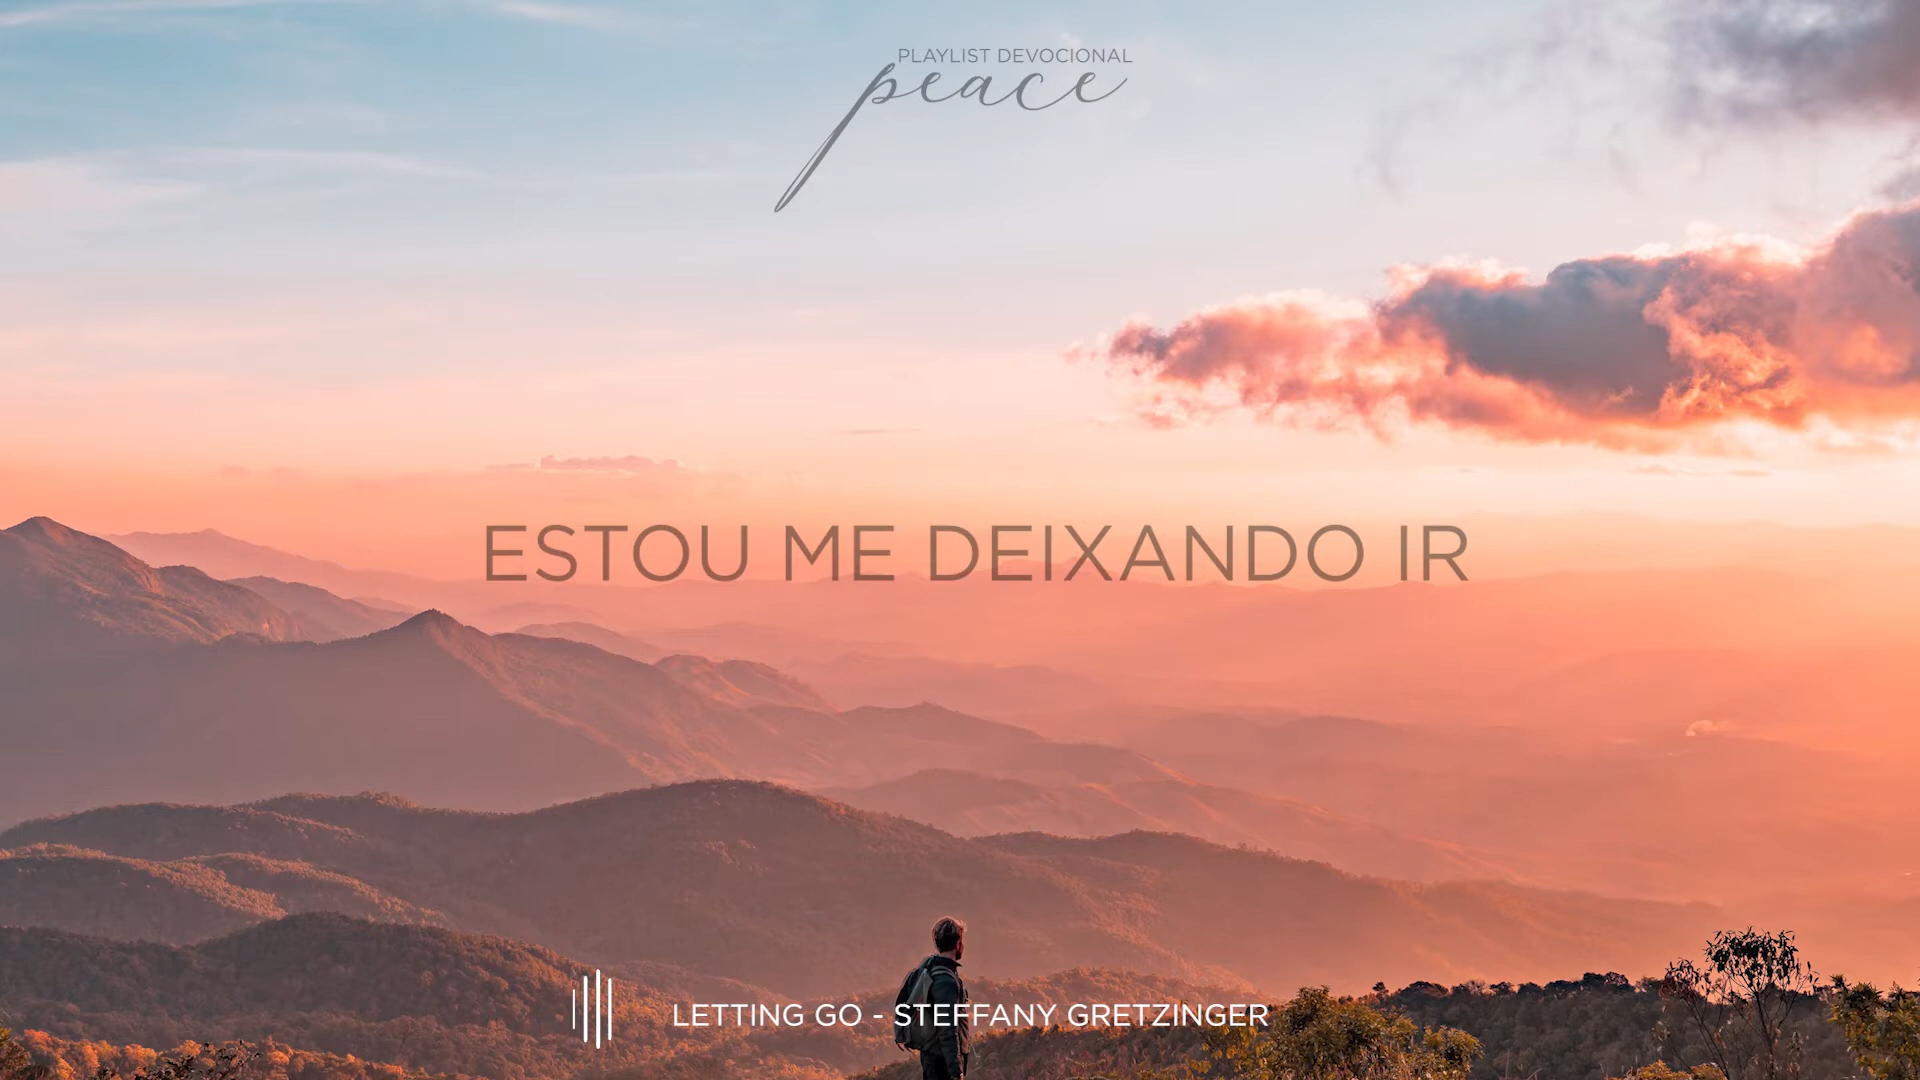 PLAYLIST DEVOCIONAL
peace
ESTOU ME DEIXANDO IR
LETTING GO - STEFFANY GRETZINGER